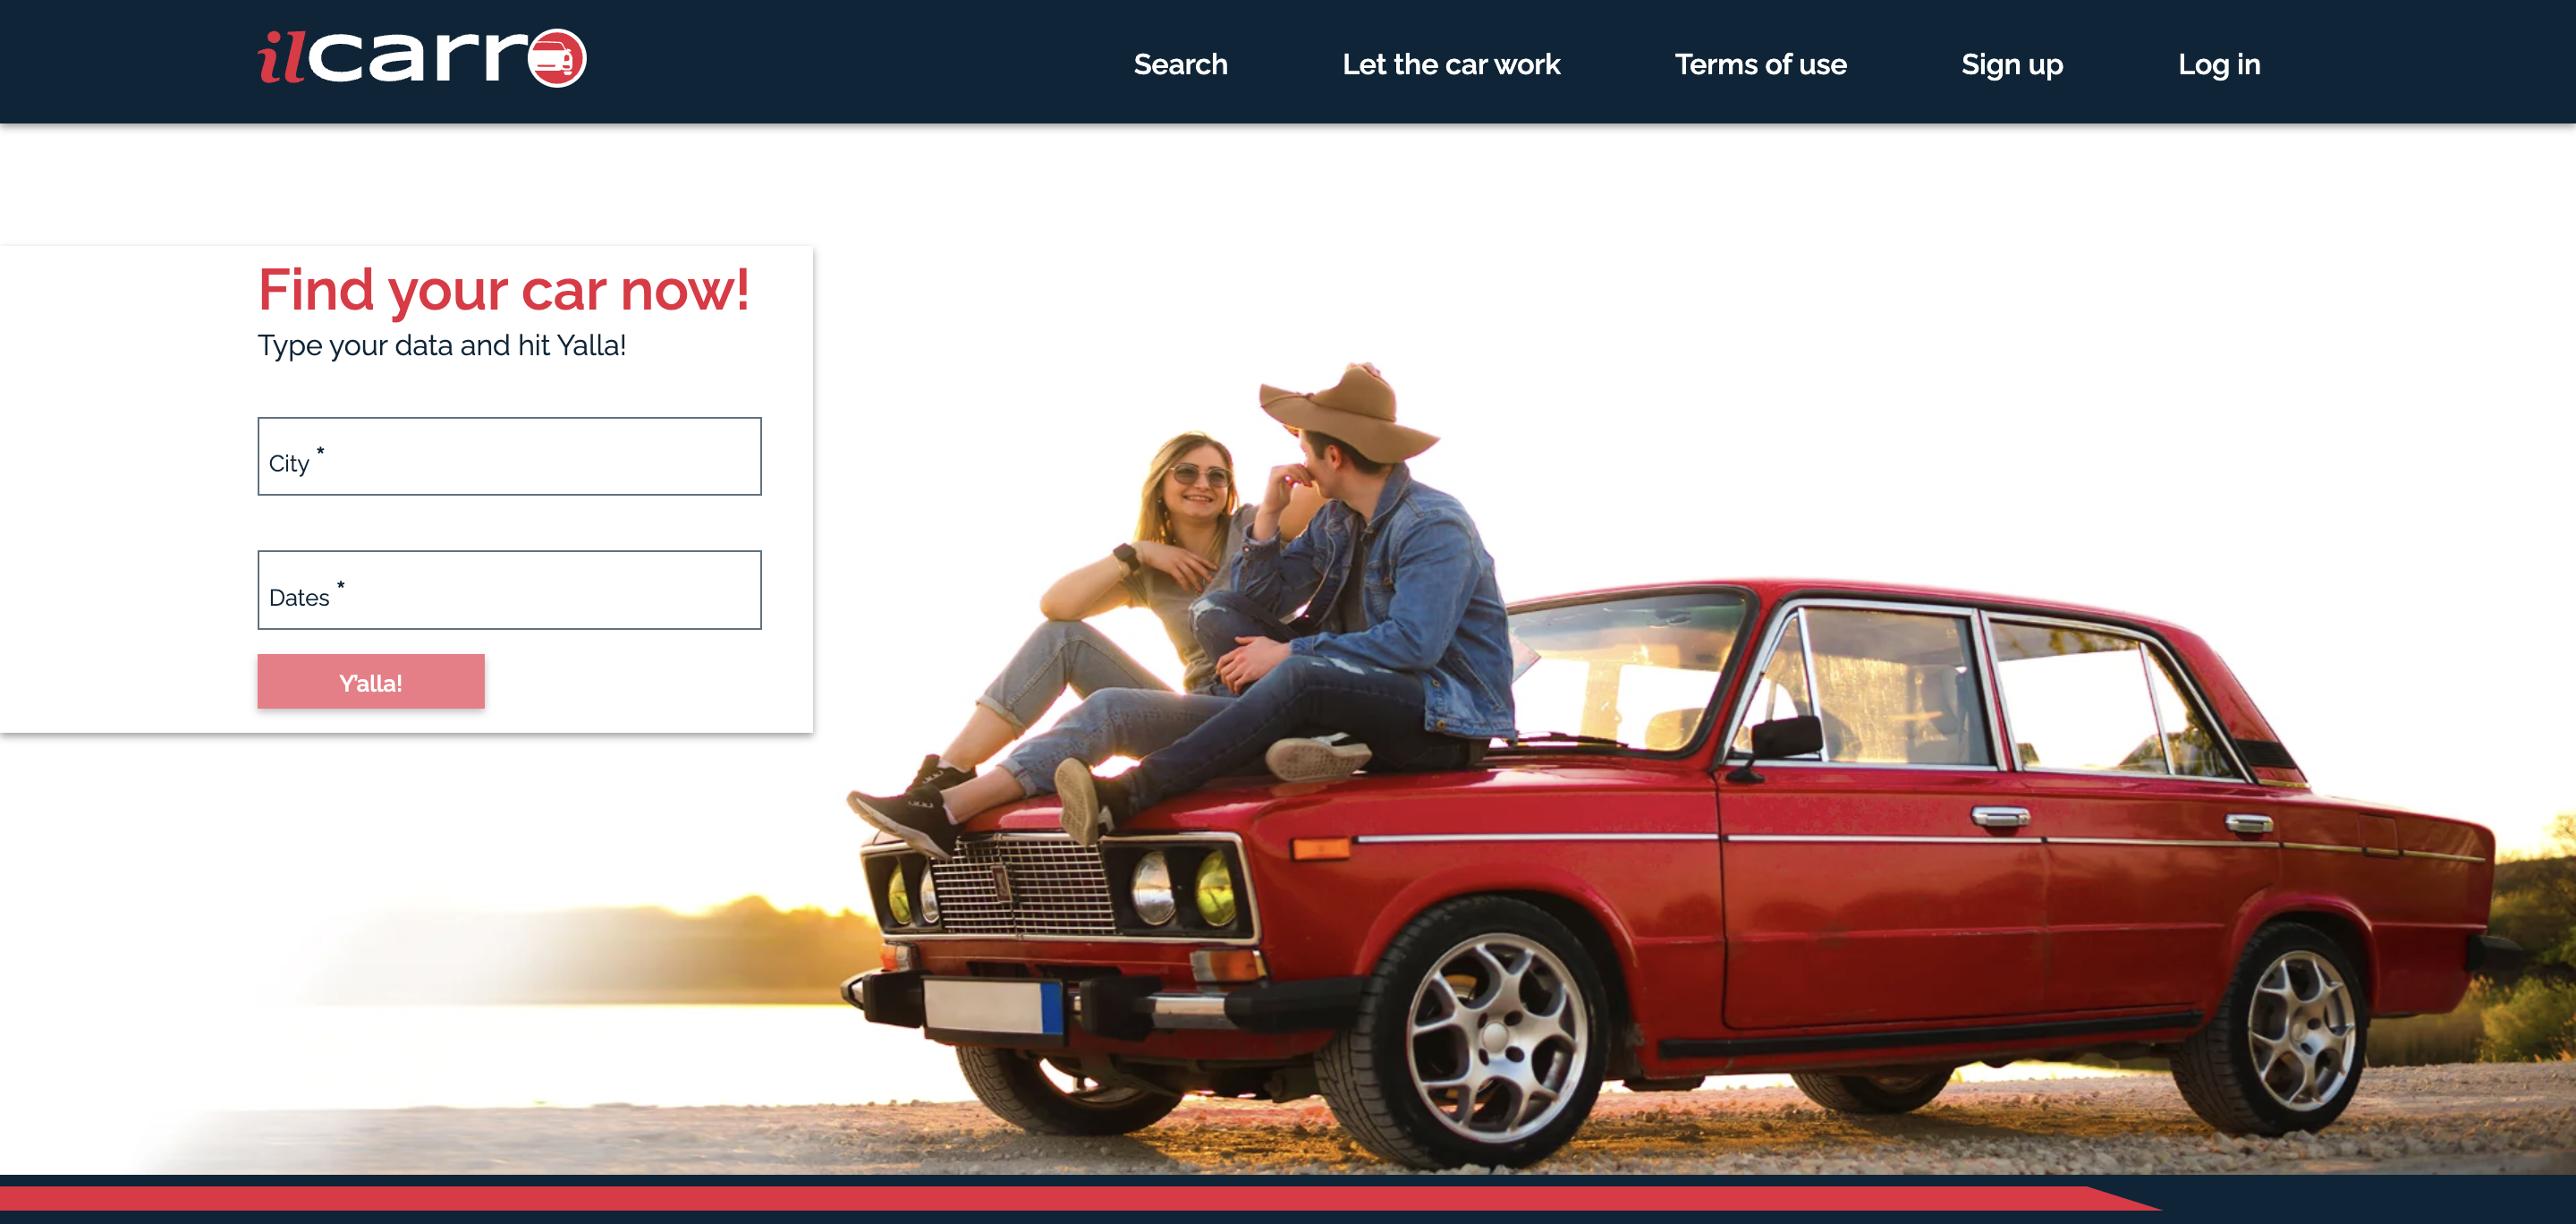 ilcarro
Search
Let the car work
Terms of use
Sign up
Log in
Find your car now!
Type your data and hit Yalla!
City *
Dates *
Y'alla!